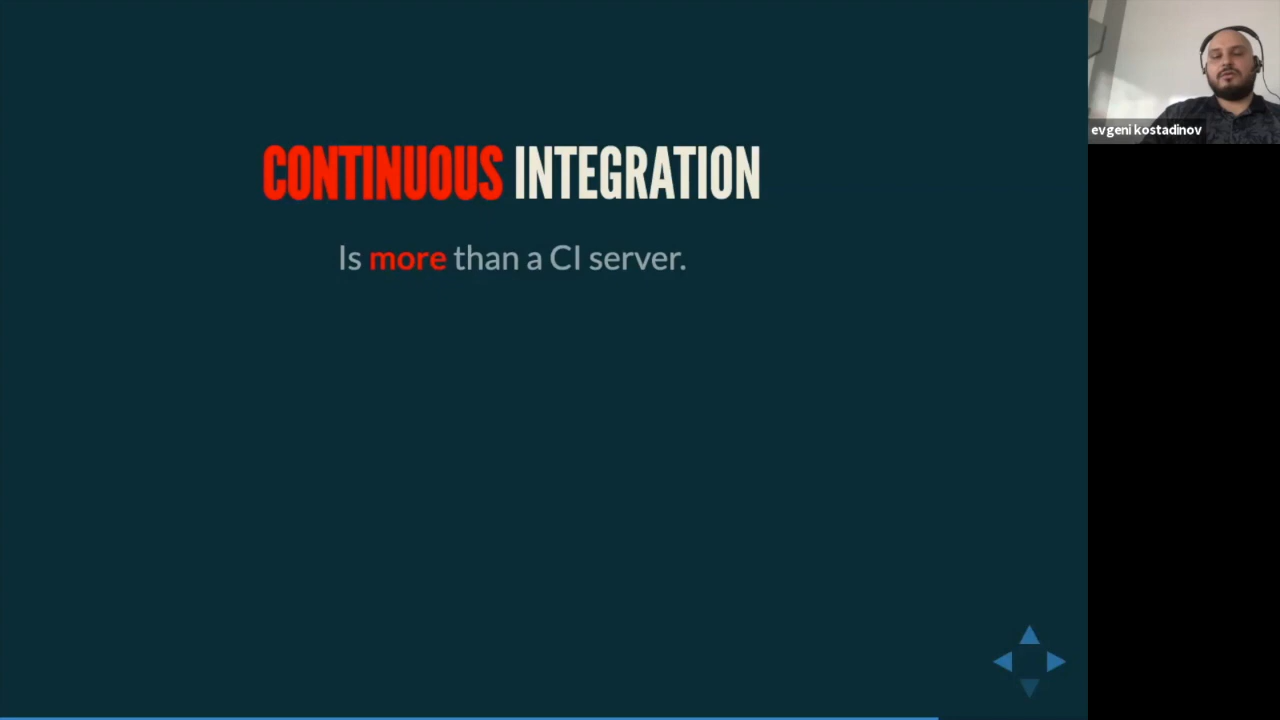 CONTINUOUS INTEGRATION
Is more than a CI server.
evgeni kostadinov